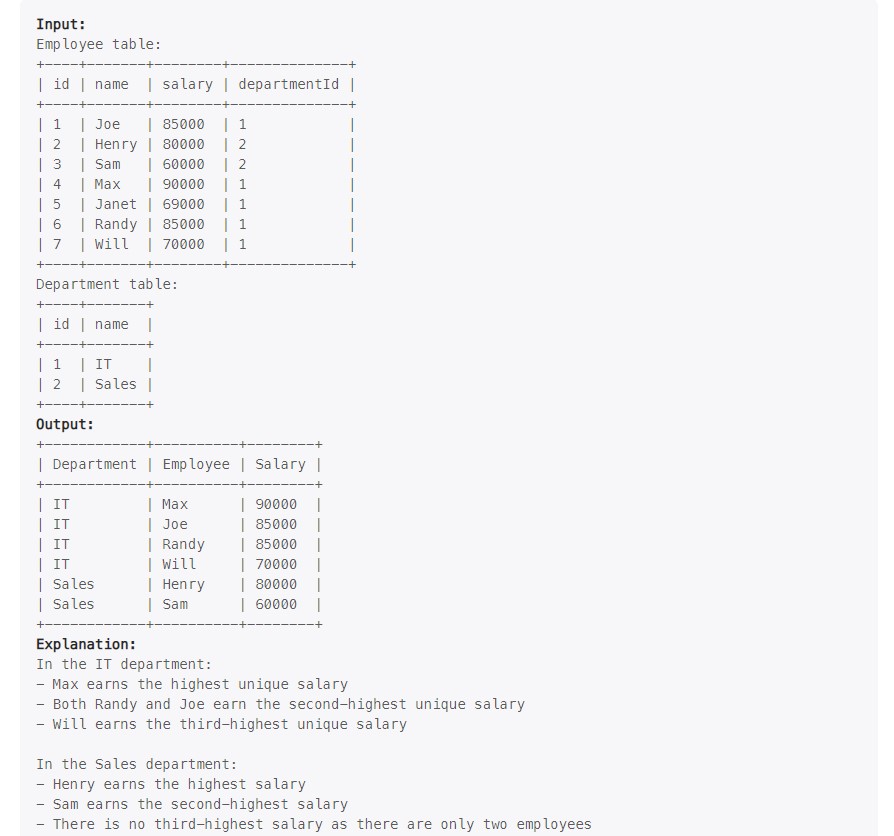 Input:
Employee table:
+----+-------+--------+--------------+
| id | name  | salary | departmentId |
+----+-------+--------+--------------+
| 1  | Joe   | 85000  | 1            |
| 2  | Henry | 80000  | 2            |
| 3  | Sam   | 60000  | 2            |
| 4  | Max   | 90000  | 1            |
| 5  | Janet | 69000  | 1            |
| 6  | Randy | 85000  | 1            |
| 7  | Will  | 70000  | 1            |
+----+-------+--------+--------------+
Department table:
+----+-------+
| id | name  |
+----+-------+
| 1  | IT    |
| 2  | Sales |
+----+-------+
Output:
+------------+----------+--------+
| Department | Employee | Salary |
+------------+----------+--------+
| IT         | Max      | 90000  |
| IT         | Joe      | 85000  |
| IT         | Randy    | 85000  |
| IT         | Will     | 70000  |
| Sales      | Henry    | 80000  |
| Sales      | Sam      | 60000  |
+------------+----------+--------+
Explanation:
In the IT department:
- Max earns the highest unique salary
- Both Randy and Joe earn the second-highest unique salary
- Will earns the third-highest unique salary

In the Sales department:
- Henry earns the highest salary
- Sam earns the second-highest salary
- There is no third-highest salary as there are only two employees